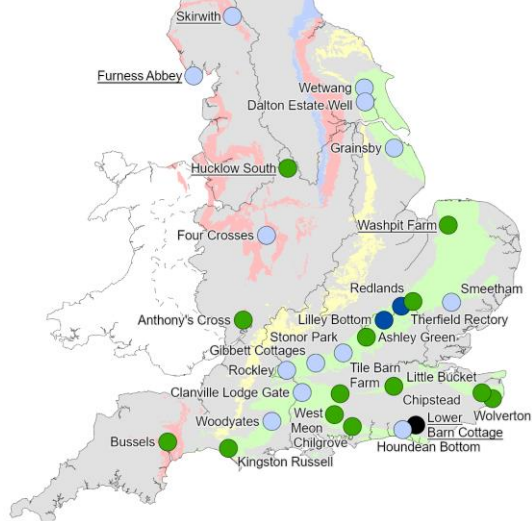 Skirwith
Furness Abbey
Wetwang
Dalton Estate Well
Grainsby
Hucklow South
Washpit Farm
Four Crosses
Redlands
Smeetham
Anthony's Cross
Lilley Bottom
Therfield Rectory
Stonor Park
Ashley Green
Gibbett Cottages
Rockley
Tile Barn
Farm
Little Bucket
Clanville Lodge Gate
Chipstead
West
Meon
Lower
Wolverton
Woodyates
Barn Cottage
Bussels
Chilgrove
Houndean Bottom
Kingston Russell